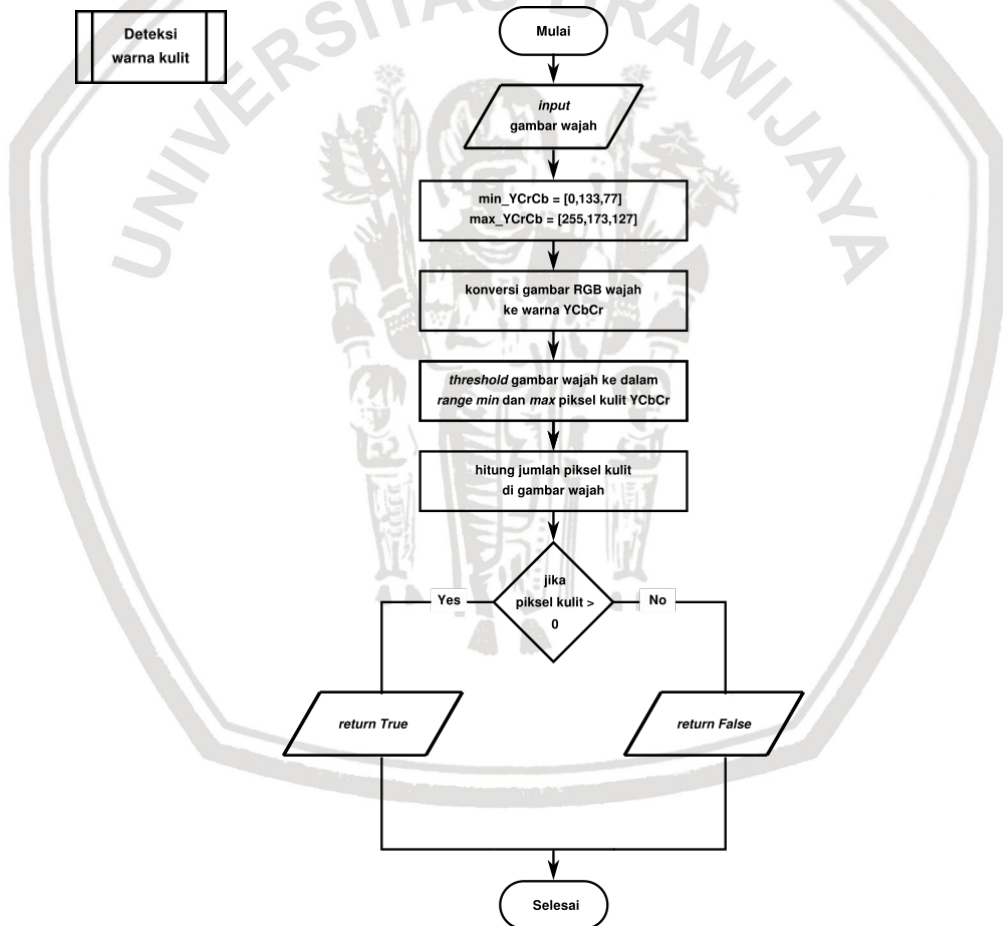 UNIVERSITAS BRAWIJAYA
Deteksi
warna kulit
Mulai
input
gambar wajah
min_YCrCb = [0,133,77]
max_YCrCb = [255,173,127]
konversi gambar RGB wajah
ke warna YCbCr
threshold gambar wajah ke dalam
range min dan max piksel kulit YCbCr
hitung jumlah piksel kulit
di gambar wajah
jika
piksel kulit >
0
Yes
No
return True
return False
Selesai